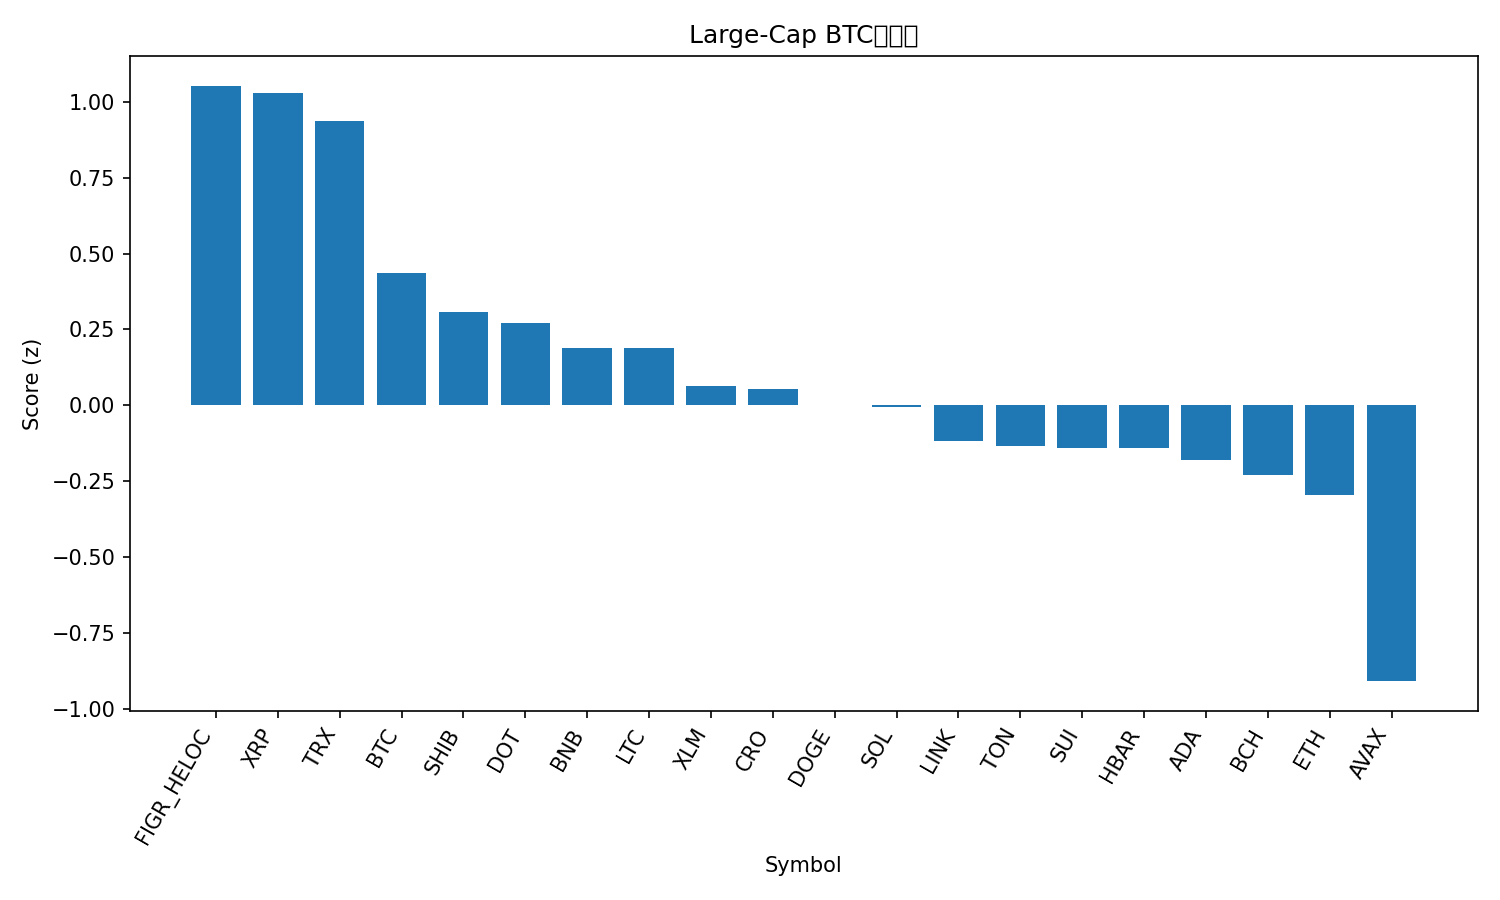 Large-Cap BTC
1.00
0.75
0.50
0.25
0.00
−0.25
−0.50
−0.75
−1.00
Score (z)
FIGR_HELOC
XRP
TRX
BTC
SHIB
DOT
BNB
LTC
XLM
CRO
DOGE
SOL
LINK
TON
SUI
HBAR
ADA
BCH
ETH
AVAX
Symbol